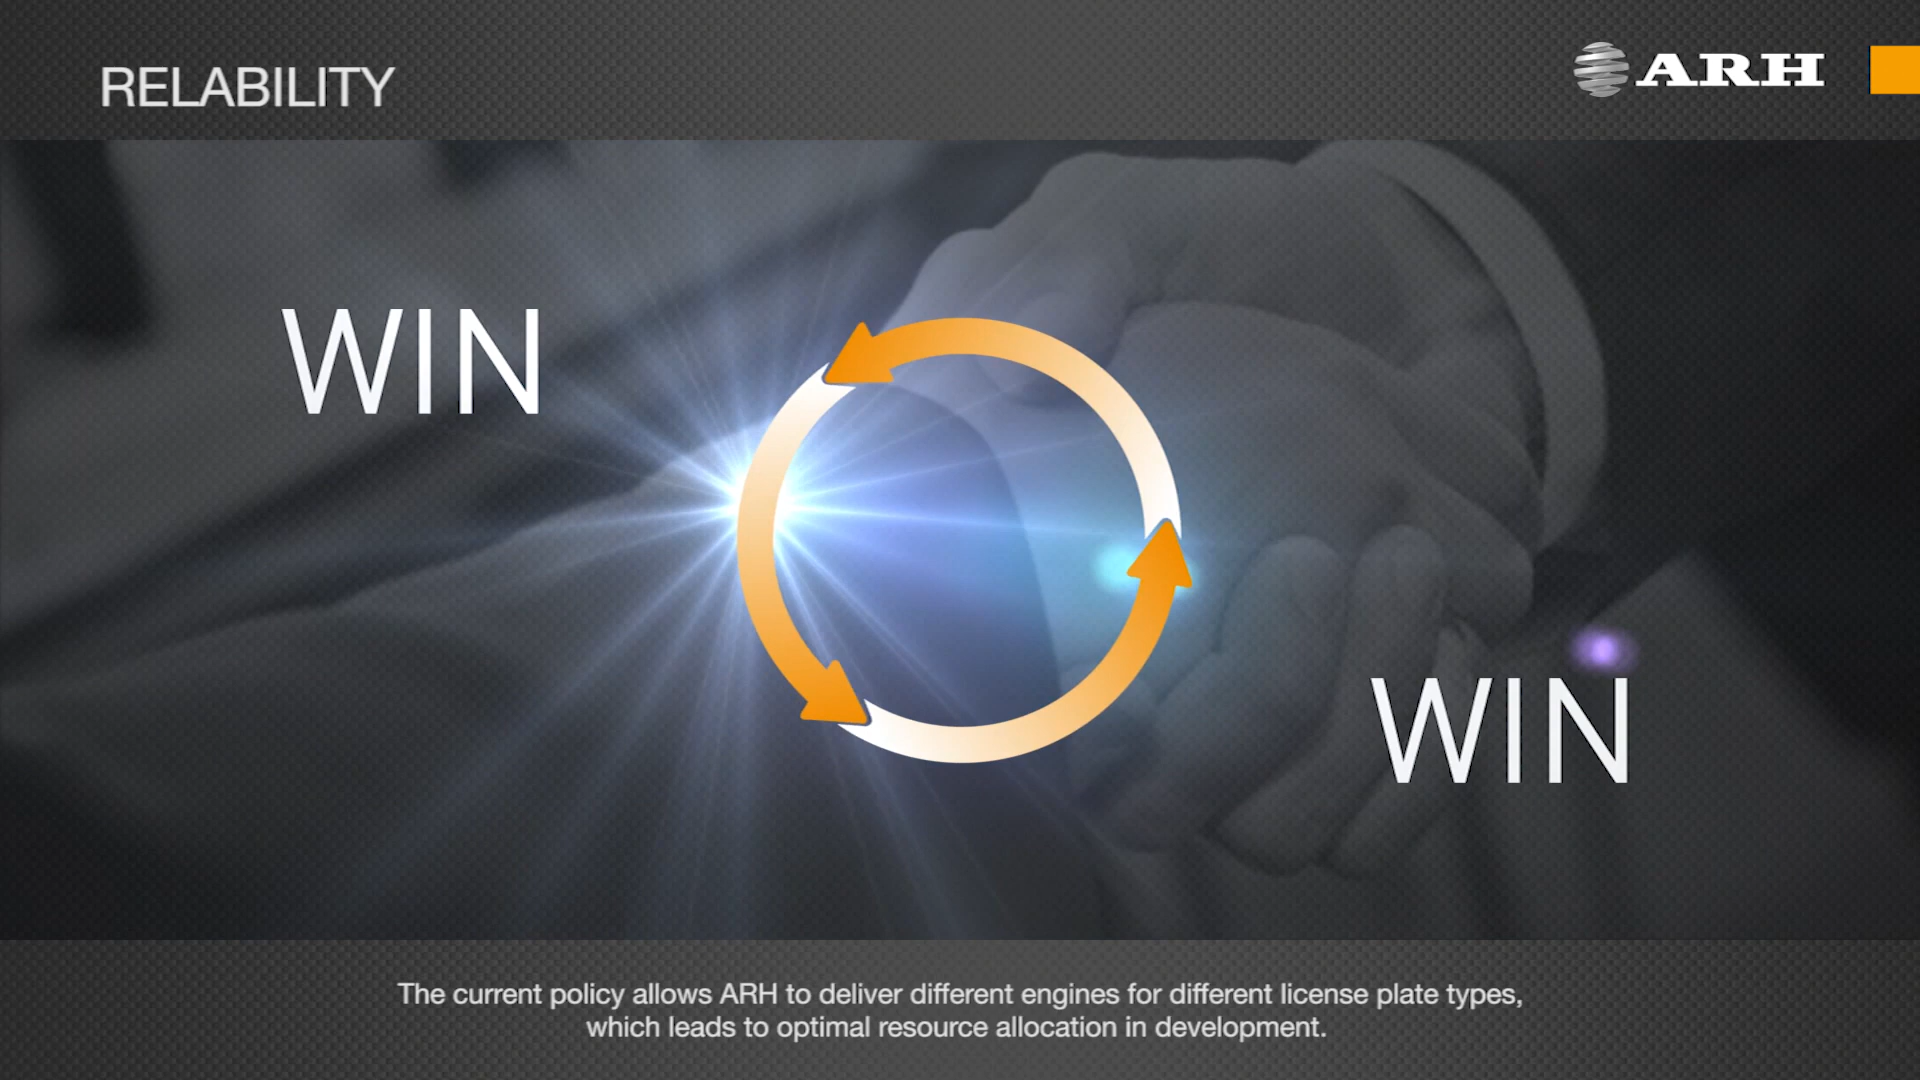 RELABILITY
ARH
WIN
WIN
The current policy allows ARH to deliver different engines for different license plate types,
which leads to optimal resource allocation in development.